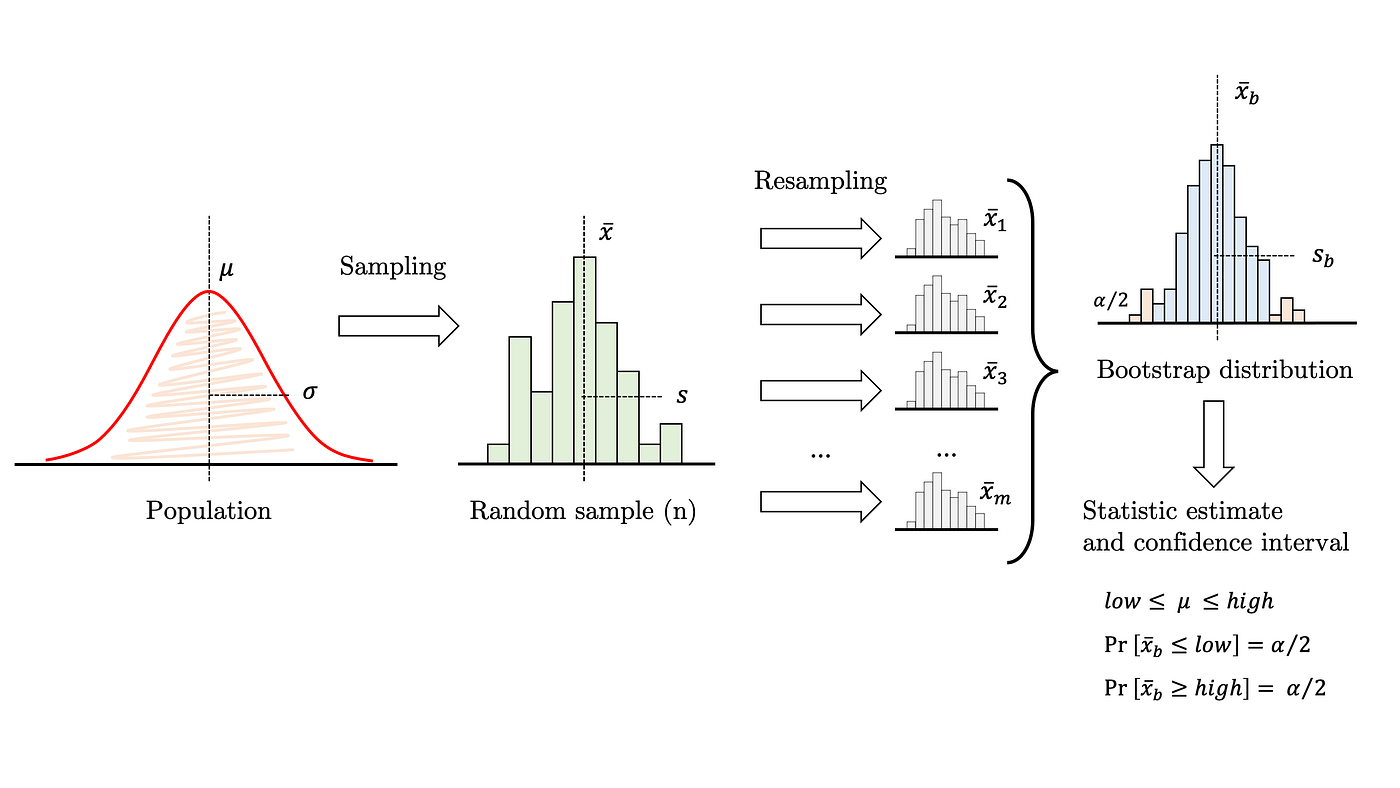 μ
σ
Population
Sampling
x̄
s
Random sample (n)
Resampling
x̄₁
x̄₂
x̄₃
... ...
x̄ₘ
x̄_b
s_b
α/2
Bootstrap distribution
Statistic estimate
and confidence interval
low ≤ μ ≤ high
Pr [x̄_b ≤ low] = α/2
Pr [x̄_b ≥ high] = α/2